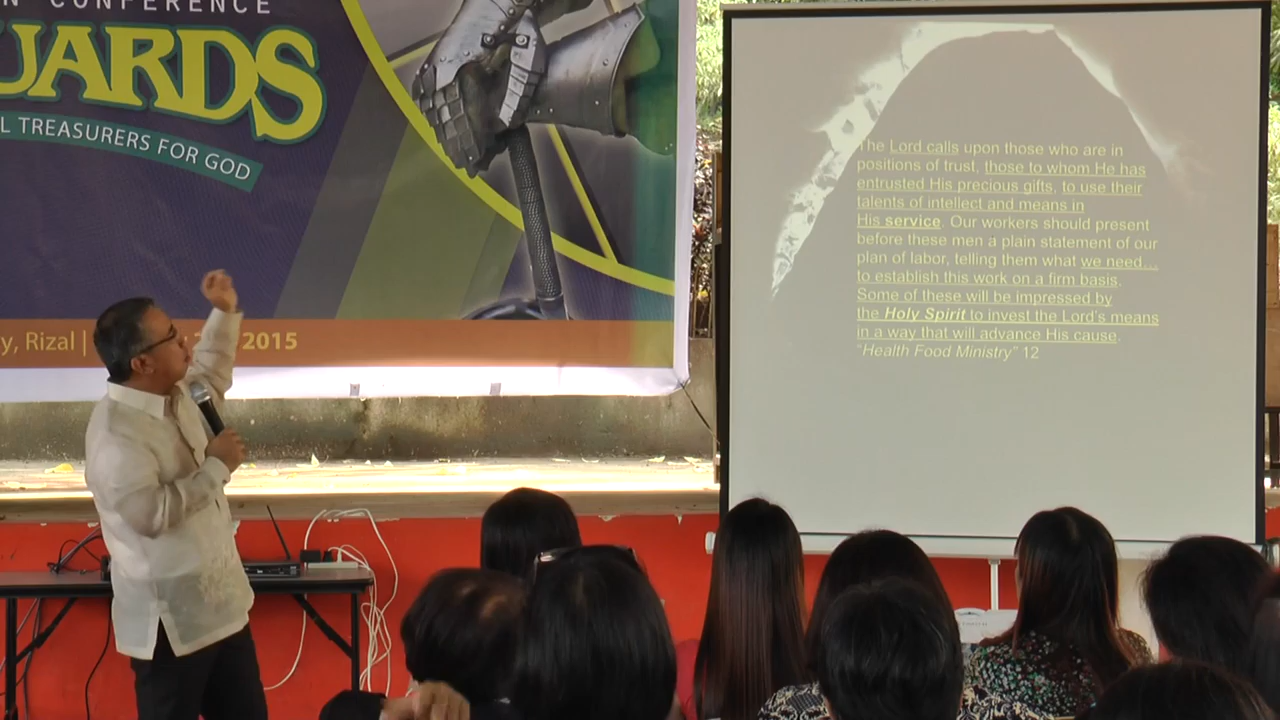 N CONFERENCE
UARDS
L TREASURERS FOR GOD
y, Rizal |
2015
The Lord calls upon those who are in
positions of trust, those to whom He has
entrusted His precious gifts, to use their
talents of intellect and means in
His service. Our workers should present
before these men a plain statement of our
plan of labor, telling them what we need…
to establish this work on a firm basis.
Some of these will be impressed by
the Holy Spirit to invest the Lord's means
in a way that will advance His cause.
“Health Food Ministry” 12